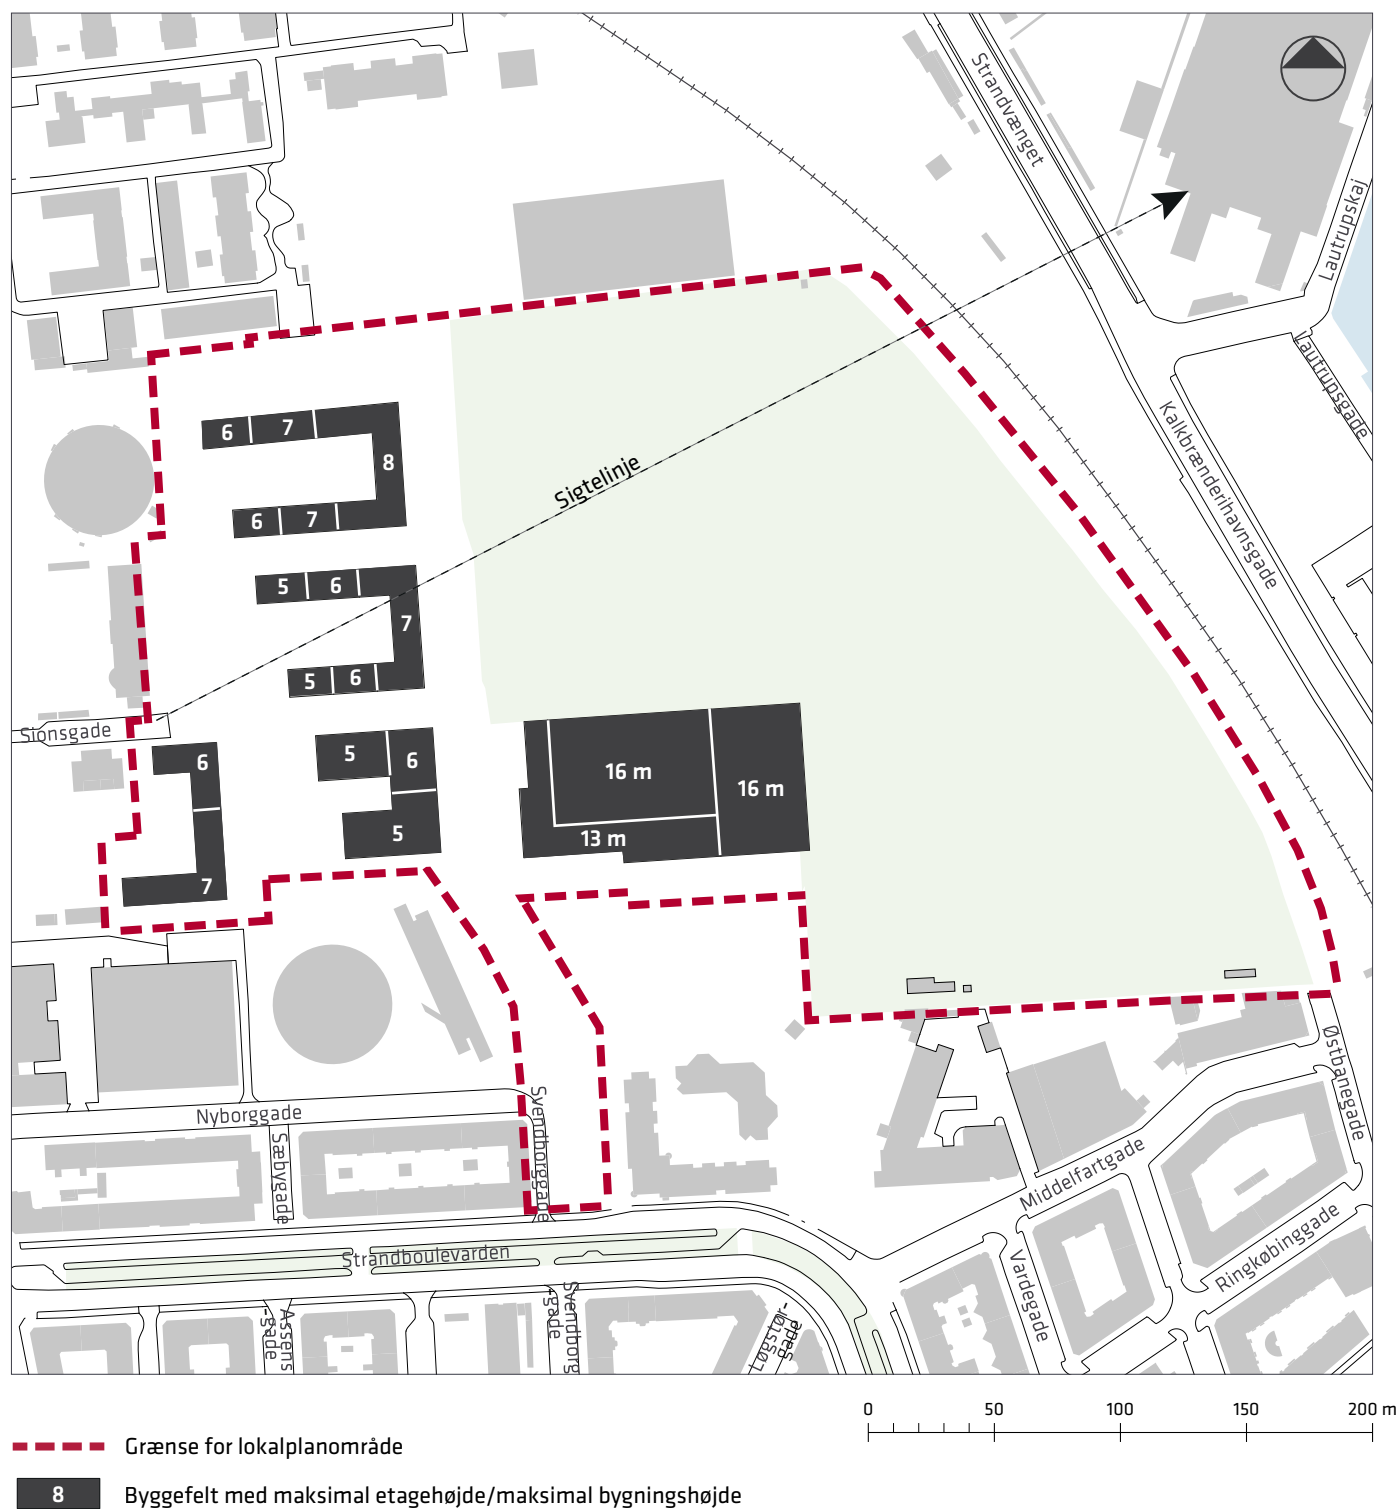 Strandvænget
Lautrupskaj
Lautrupsgade
Kalkbrænderihavnsgade
6
7
8
6
7
Sigtelinje
5
6
7
5
6
Sionsgade
6
7
5
6
5
16 m
16 m
13 m
Nyborggade
Sæbygade
Svendborggade
Østbanegade
Middelfartgade
Ringkøbinggade
Vardegade
Strandboulevarden
Assens-
gade
Svendborg-
gade
Løgstør-
gade
0
50
100
150
200 m
Grænse for lokalplanområde
8
Byggefelt med maksimal etagehøjde/maksimal bygningshøjde